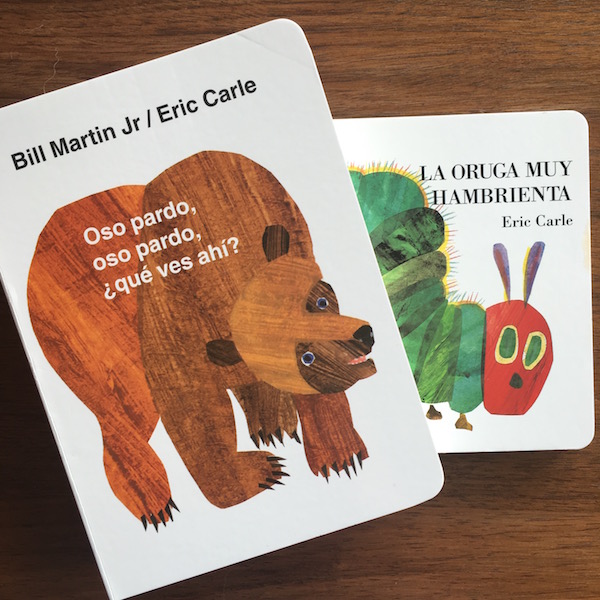 Bill Martin Jr / Eric Carle
Oso pardo,
oso pardo,
¿qué ves ahí?
LA ORUGA MUY
HAMBRIENTA
Eric Carle